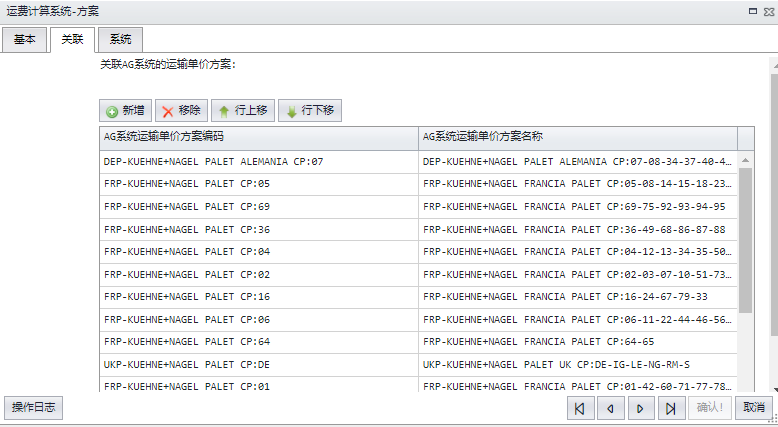 运费计算系统-方案
基本 关联 系统
关联AG系统的运输单价方案:
新增 移除 行上移 行下移
AG系统运输单价方案编码 AG系统运输单价方案名称
DEP-KUEHNE+NAGEL PALET ALEMANIA CP:07 DEP-KUEHNE+NAGEL PALET ALEMANIA CP:07-08-34-37-40-4…
FRP-KUEHNE+NAGEL PALET CP:05 FRP-KUEHNE+NAGEL FRANCIA PALET CP:05-08-14-15-18-23…
FRP-KUEHNE+NAGEL PALET CP:69 FRP-KUEHNE+NAGEL FRANCIA PALET CP:69-75-92-93-94-95
FRP-KUEHNE+NAGEL PALET CP:36 FRP-KUEHNE+NAGEL FRANCIA PALET CP:36-49-68-86-87-88
FRP-KUEHNE+NAGEL PALET CP:04 FRP-KUEHNE+NAGEL FRANCIA PALET CP:04-12-13-34-35-50…
FRP-KUEHNE+NAGEL PALET CP:02 FRP-KUEHNE+NAGEL FRANCIA PALET CP:02-03-07-10-51-73…
FRP-KUEHNE+NAGEL PALET CP:16 FRP-KUEHNE+NAGEL FRANCIA PALET CP:16-24-67-79-33
FRP-KUEHNE+NAGEL PALET CP:06 FRP-KUEHNE+NAGEL FRANCIA PALET CP:06-11-22-44-46-56…
FRP-KUEHNE+NAGEL PALET CP:64 FRP-KUEHNE+NAGEL FRANCIA PALET CP:64-65
UKP-KUEHNE+NAGEL PALET CP:DE UKP-KUEHNE+NAGEL PALET UK CP:DE-IG-LE-NG-RM-S
FRP-KUEHNE+NAGEL PALET CP:01 FRP-KUEHNE+NAGEL FRANCIA PALET CP:01-42-60-71-77-78…
操作日志 确认! 取消